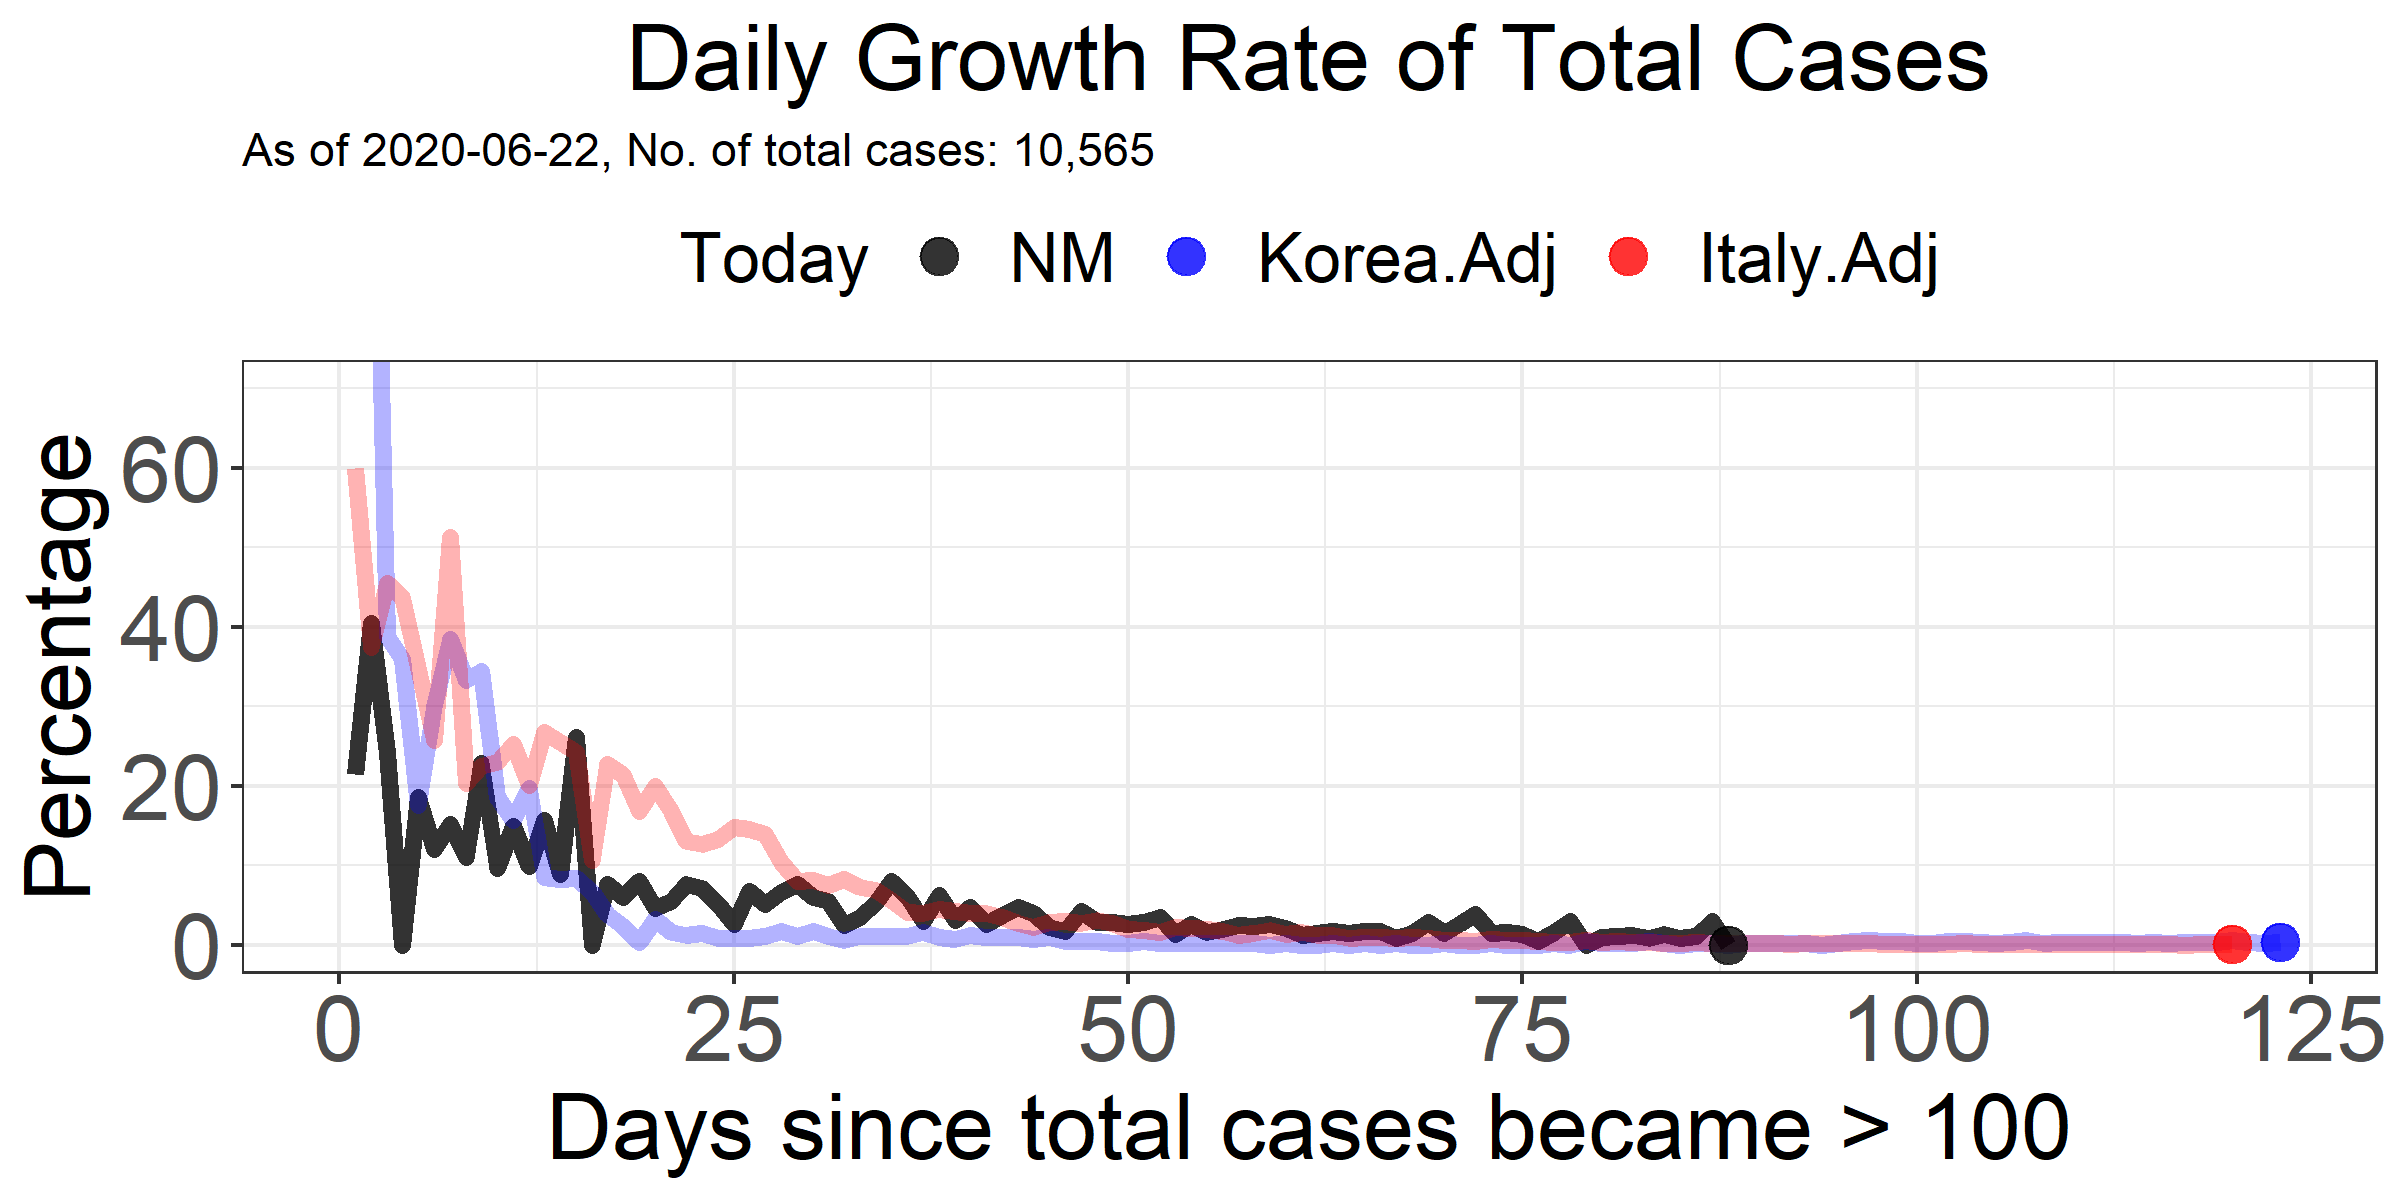 Daily Growth Rate of Total Cases
As of 2020-06-22, No. of total cases: 10,565
Today NM Korea.Adj Italy.Adj
Percentage
60
40
20
0
0 25 50 75 100 125
Days since total cases became > 100